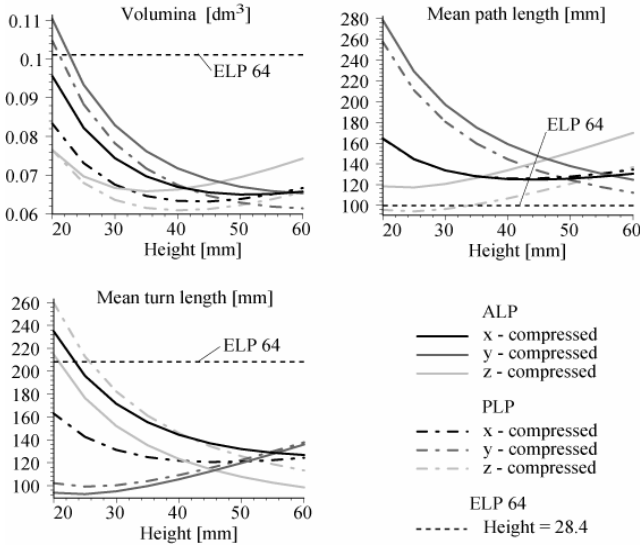 Volumina [dm³]
0.11
0.1
0.09
0.08
0.07
0.06
ELP 64
20 30 40 50 60
Height [mm]
Mean path length [mm]
280
260
240
220
200
180
160
140
120
100
ELP 64
20 30 40 50 60
Height [mm]
Mean turn length [mm]
260
240
220
200
180
160
140
120
100
ELP 64
20 30 40 50 60
Height [mm]
ALP
x - compressed
y - compressed
z - compressed
PLP
x - compressed
y - compressed
z - compressed
ELP 64
Height = 28.4